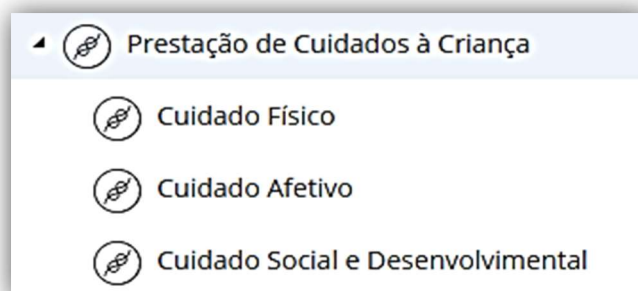 Prestação de Cuidados à Criança
Cuidado Físico
Cuidado Afetivo
Cuidado Social e Desenvolvimental